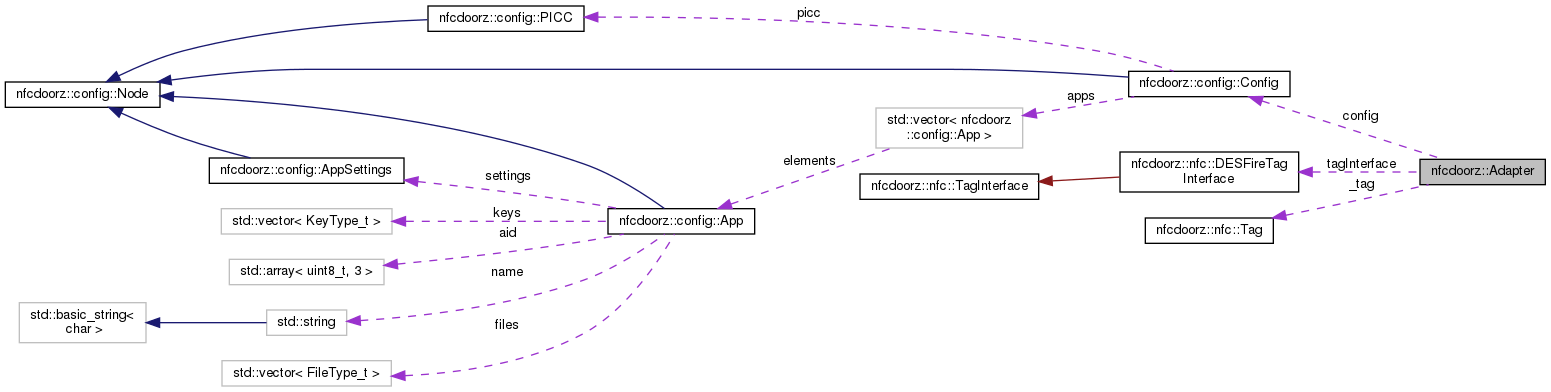 nfcdoorz::config::PICC
picc
nfcdoorz::config::Node
nfcdoorz::config::Config
apps
config
std::vector< nfcdoorz
::config::App >
elements
nfcdoorz::config::AppSettings
settings
nfcdoorz::nfc::TagInterface
nfcdoorz::nfc::DESFireTag
Interface
tagInterface
_tag
nfcdoorz::Adapter
std::vector< KeyType_t >
keys
nfcdoorz::config::App
nfcdoorz::nfc::Tag
aid
std::array< uint8_t, 3 >
name
std::basic_string<
char >
std::string
files
std::vector< FileType_t >